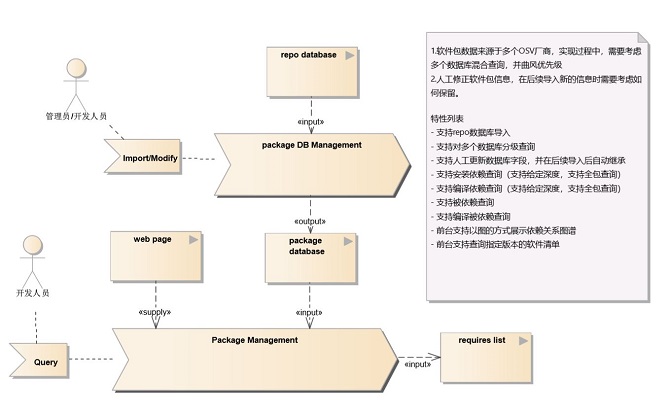 repo database
管理员/开发人员
«input»
Import/Modify
package DB Management
«output»
web page
package
database
开发人员
«supply»
«input»
Query
Package Management
«input»
requires list
1.软件包数据来源于多个OSV厂商，实现过程中，需要考虑
多个数据库混合查询，并曲风优先级
2.人工修正软件包信息，在后续导入新的信息时需要考虑如
何保留。
特性列表
- 支持repo数据库导入
- 支持对多个数据库分级查询
- 支持人工更新数据库字段，并在后续导入后自动继承
- 支持安装依赖查询（支持给定深度，支持全包查询）
- 支持编译依赖查询（支持给定深度，支持全包查询）
- 支持被依赖查询
- 支持编译被依赖查询
- 前台支持以图的方式展示依赖关系图谱
- 前台支持查询指定版本的软件清单